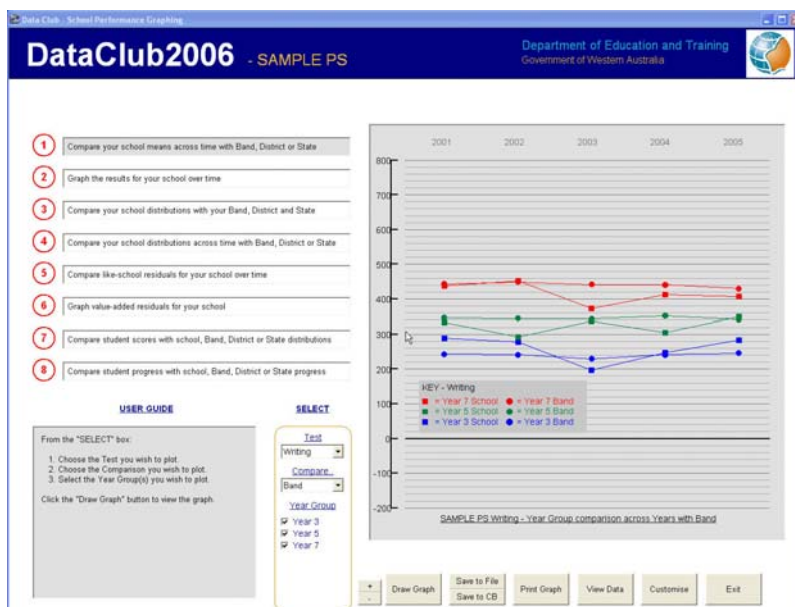 Data Club - School Performance Graphing
DataClub2006 - SAMPLE PS
Department of Education and Training
Government of Western Australia
1 Compare your school means across time with Band, District or State
2 Graph the results for your school over time
3 Compare your school distributions with your Band, District and State
4 Compare your school distributions across time with Band, District or State
5 Compare like-school residuals for your school over time
6 Graph value-added residuals for your school
7 Compare student scores with school, Band, District or State distributions
8 Compare student progress with school, Band, District or State progress
USER GUIDE
From the "SELECT" box:
1. Choose the Test you wish to plot.
2. Choose the Comparison you wish to plot.
3. Select the Year Group(s) you wish to plot.
Click the "Draw Graph" button to view the graph.
SELECT
Test
Writing
Compare..
Band
Year Group
Year 3
Year 5
Year 7
2001 2002 2003 2004 2005
800
700
600
500
400
300
200
100
0
-100
-200
KEY - Writing
= Year 7 School = Year 7 Band
= Year 5 School = Year 5 Band
= Year 3 School = Year 3 Band
SAMPLE PS Writing - Year Group comparison across Years with Band
+
-
Draw Graph
Save to File
Save to CB
Print Graph
View Data
Customise
Exit